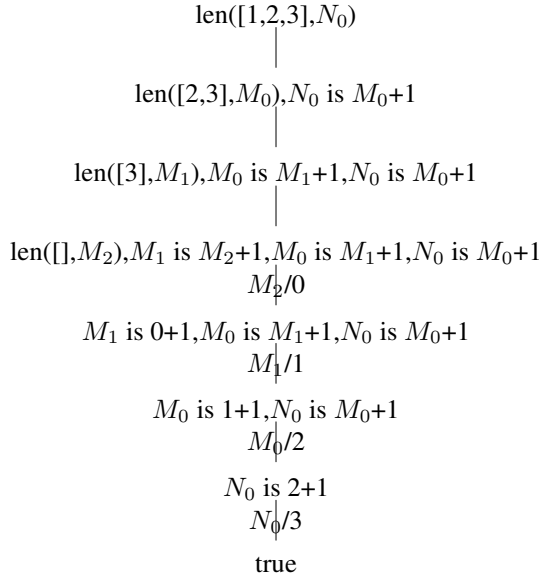 len([1,2,3],N₀)
len([2,3],M₀),N₀ is M₀+1
len([3],M₁),M₀ is M₁+1,N₀ is M₀+1
len([],M₂),M₁ is M₂+1,M₀ is M₁+1,N₀ is M₀+1
M₂/0
M₁ is 0+1,M₀ is M₁+1,N₀ is M₀+1
M₁/1
M₀ is 1+1,N₀ is M₀+1
M₀/2
N₀ is 2+1
N₀/3
true